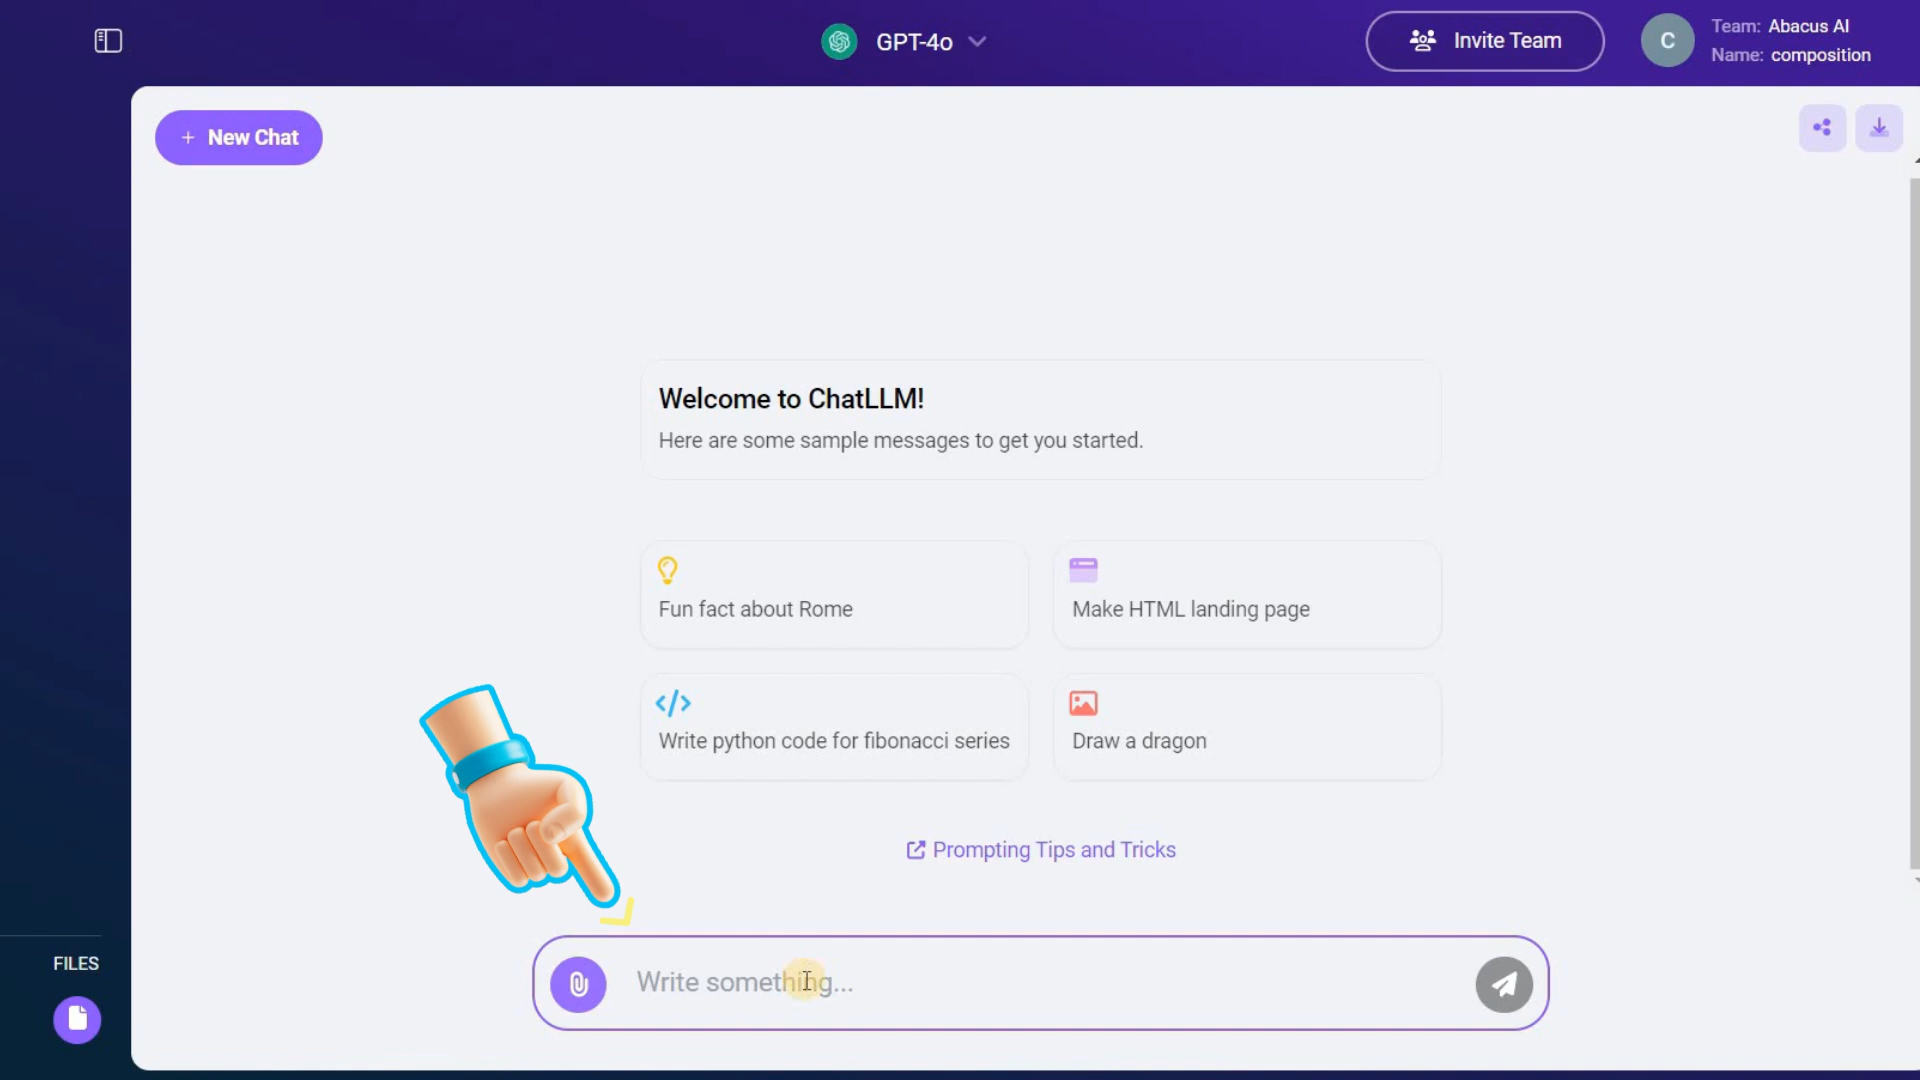 GPT-4o
Invite Team
C
Team: Abacus AI
Name: composition
+ New Chat
Welcome to ChatLLM!
Here are some sample messages to get you started.
Fun fact about Rome
Make HTML landing page
</>
Write python code for fibonacci series
Draw a dragon
Prompting Tips and Tricks
FILES
Write something...